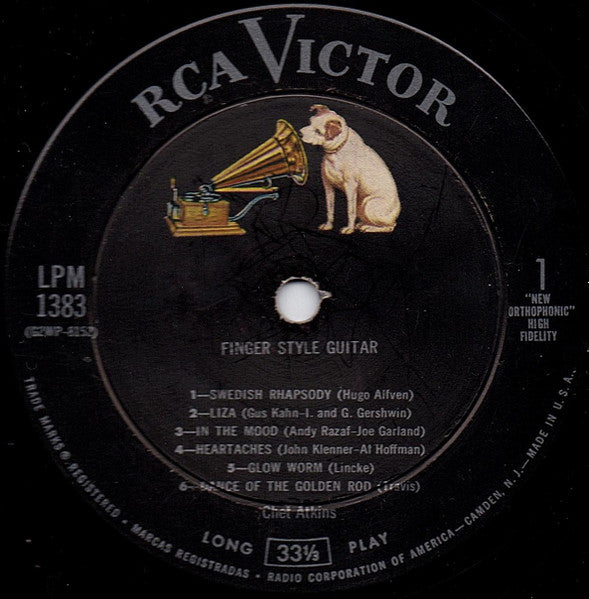 RCA VICTOR
LPM
1383
(G2WP-8152)
1
"NEW
ORTHOPHONIC"
HIGH
FIDELITY
FINGER STYLE GUITAR
1—SWEDISH RHAPSODY (Hugo Alfven)
2—LIZA (Gus Kahn-I. and G. Gershwin)
3—IN THE MOOD (Andy Razaf-Joe Garland)
4—HEARTACHES (John Klenner-Al Hoffman)
5—GLOW WORM (Lincke)
6—DANCE OF THE GOLDEN ROD (Travis)
Chet Atkins
LONG 33⅓ PLAY
TRADE MARKS ® REGISTERED • MARCAS REGISTRADAS • RADIO CORPORATION OF AMERICA—CAMDEN, N. J.—MADE IN U. S. A.